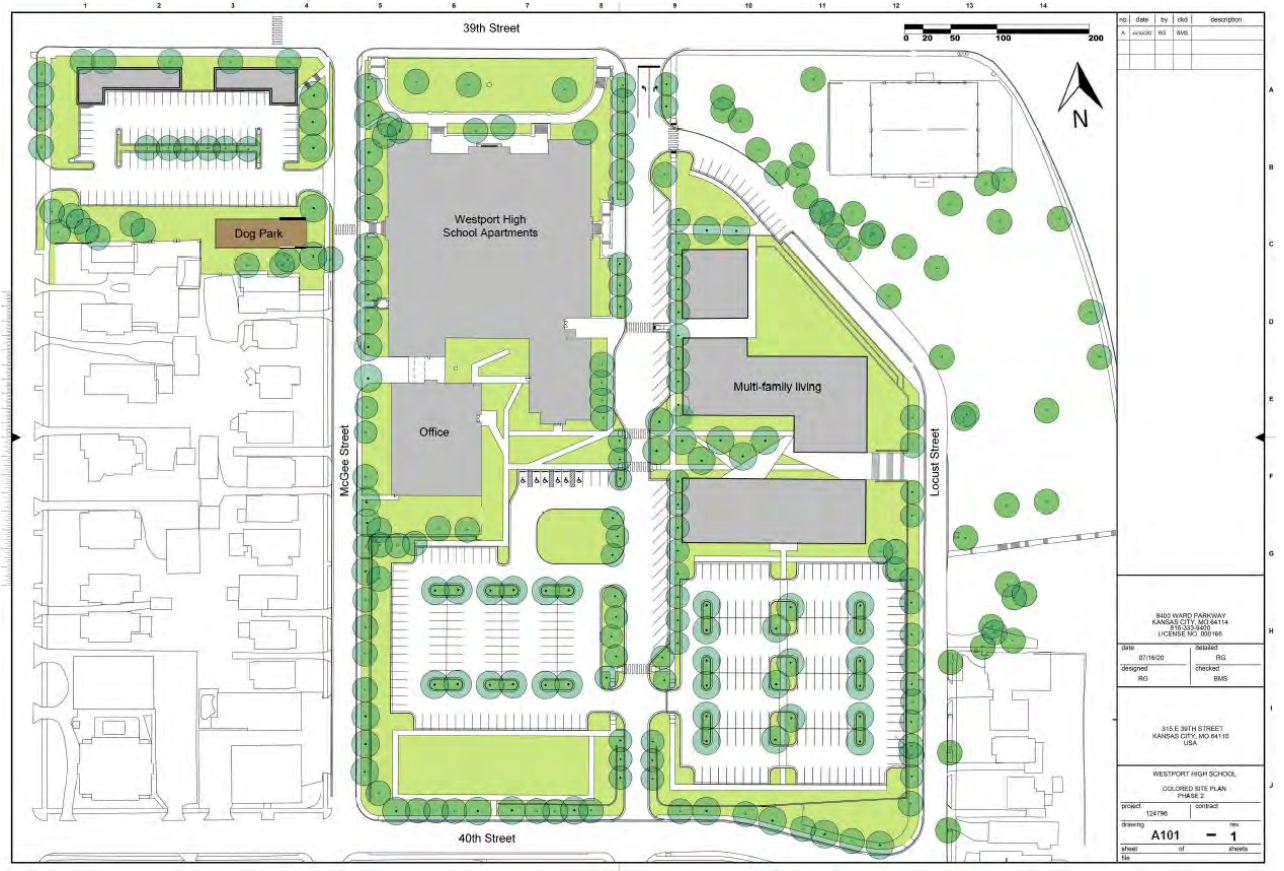 1 2 3 4 5 6 7 8 9 10 11 12 13 14
no. date by ckd description
A RG BMS
39th Street
0 20 50 100 200
N
A
B
C
D
E
F
G
H
I
J
Westport High
School Apartments
Dog Park
Multi-family living
Office
McGee Street
Locust Street
40th Street
9400 WARD PARKWAY
KANSAS CITY, MO 64114
816-333-9400
LICENSE NO. 000165
date detailed
07/16/20 RG
designed checked
RG BMS
315 E 39TH STREET
KANSAS CITY, MO 64110
USA
WESTPORT HIGH SCHOOL
COLORED SITE PLAN
PHASE 2
project contract
124796
drawing rev.
A101 — 1
sheet of sheets
file